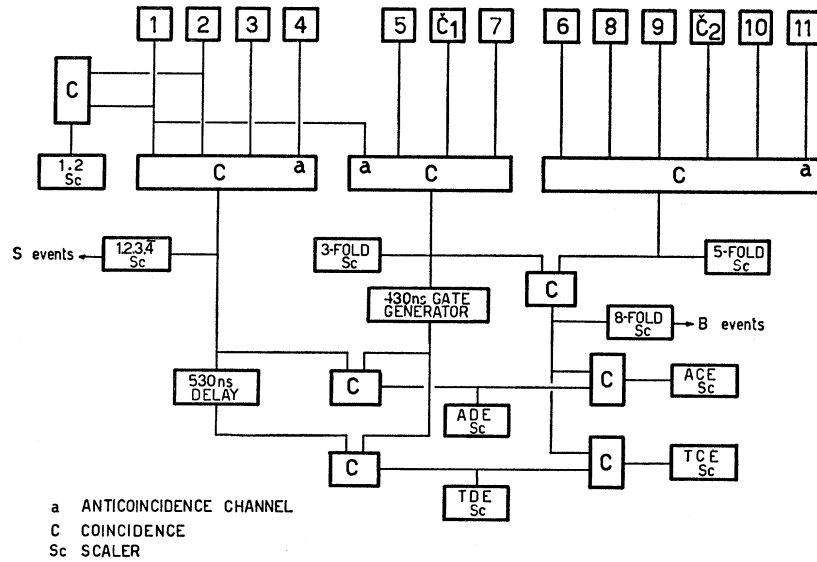 1 2 3 4 5 Č1 7 6 8 9 Č2 10 11
C
1.2
Sc
C a
a C
C a
S events
1.2.3.4̅
Sc
3-FOLD
Sc
5-FOLD
Sc
C
430ns GATE
GENERATOR
8-FOLD
Sc
B events
530ns
DELAY
C
C
ACE
Sc
ADE
Sc
C
C
TCE
Sc
TDE
Sc
a ANTICOINCIDENCE CHANNEL
C COINCIDENCE
Sc SCALER